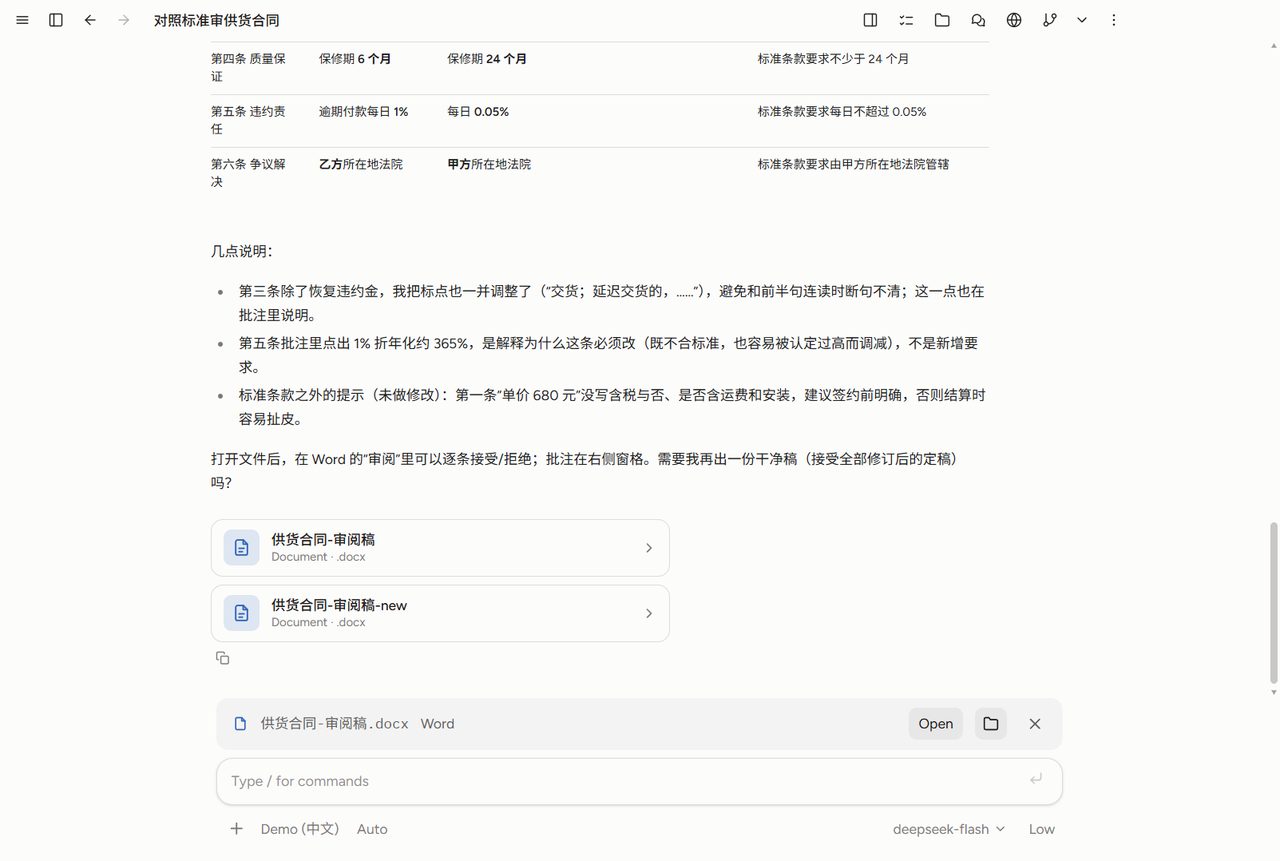 对照标准审供货合同
第四条 质量保
证
保修期 6 个月
保修期 24 个月
标准条款要求不少于 24 个月
第五条 违约责
任
逾期付款每日 1%
每日 0.05%
标准条款要求每日不超过 0.05%
第六条 争议解
决
乙方所在地法院
甲方所在地法院
标准条款要求由甲方所在地法院管辖
几点说明：
第三条除了恢复违约金，我把标点也一并调整了（“交货；延迟交货的，……”），避免和前半句连读时断句不清；这一点也在
批注里说明。
第五条批注里点出 1% 折年化约 365%，是解释为什么这条必须改（既不合标准，也容易被认定过高而调减），不是新增要
求。
标准条款之外的提示（未做修改）：第一条“单价 680 元”没写含税与否、是否含运费和安装，建议签约前明确，否则结算时
容易扯皮。
打开文件后，在 Word 的“审阅”里可以逐条接受/拒绝；批注在右侧窗格。需要我再出一份干净稿（接受全部修订后的定稿）
吗？
供货合同-审阅稿
Document · .docx
供货合同-审阅稿-new
Document · .docx
供货合同-审阅稿.docx Word
Open
Type / for commands
Demo (中文) Auto
deepseek-flash Low